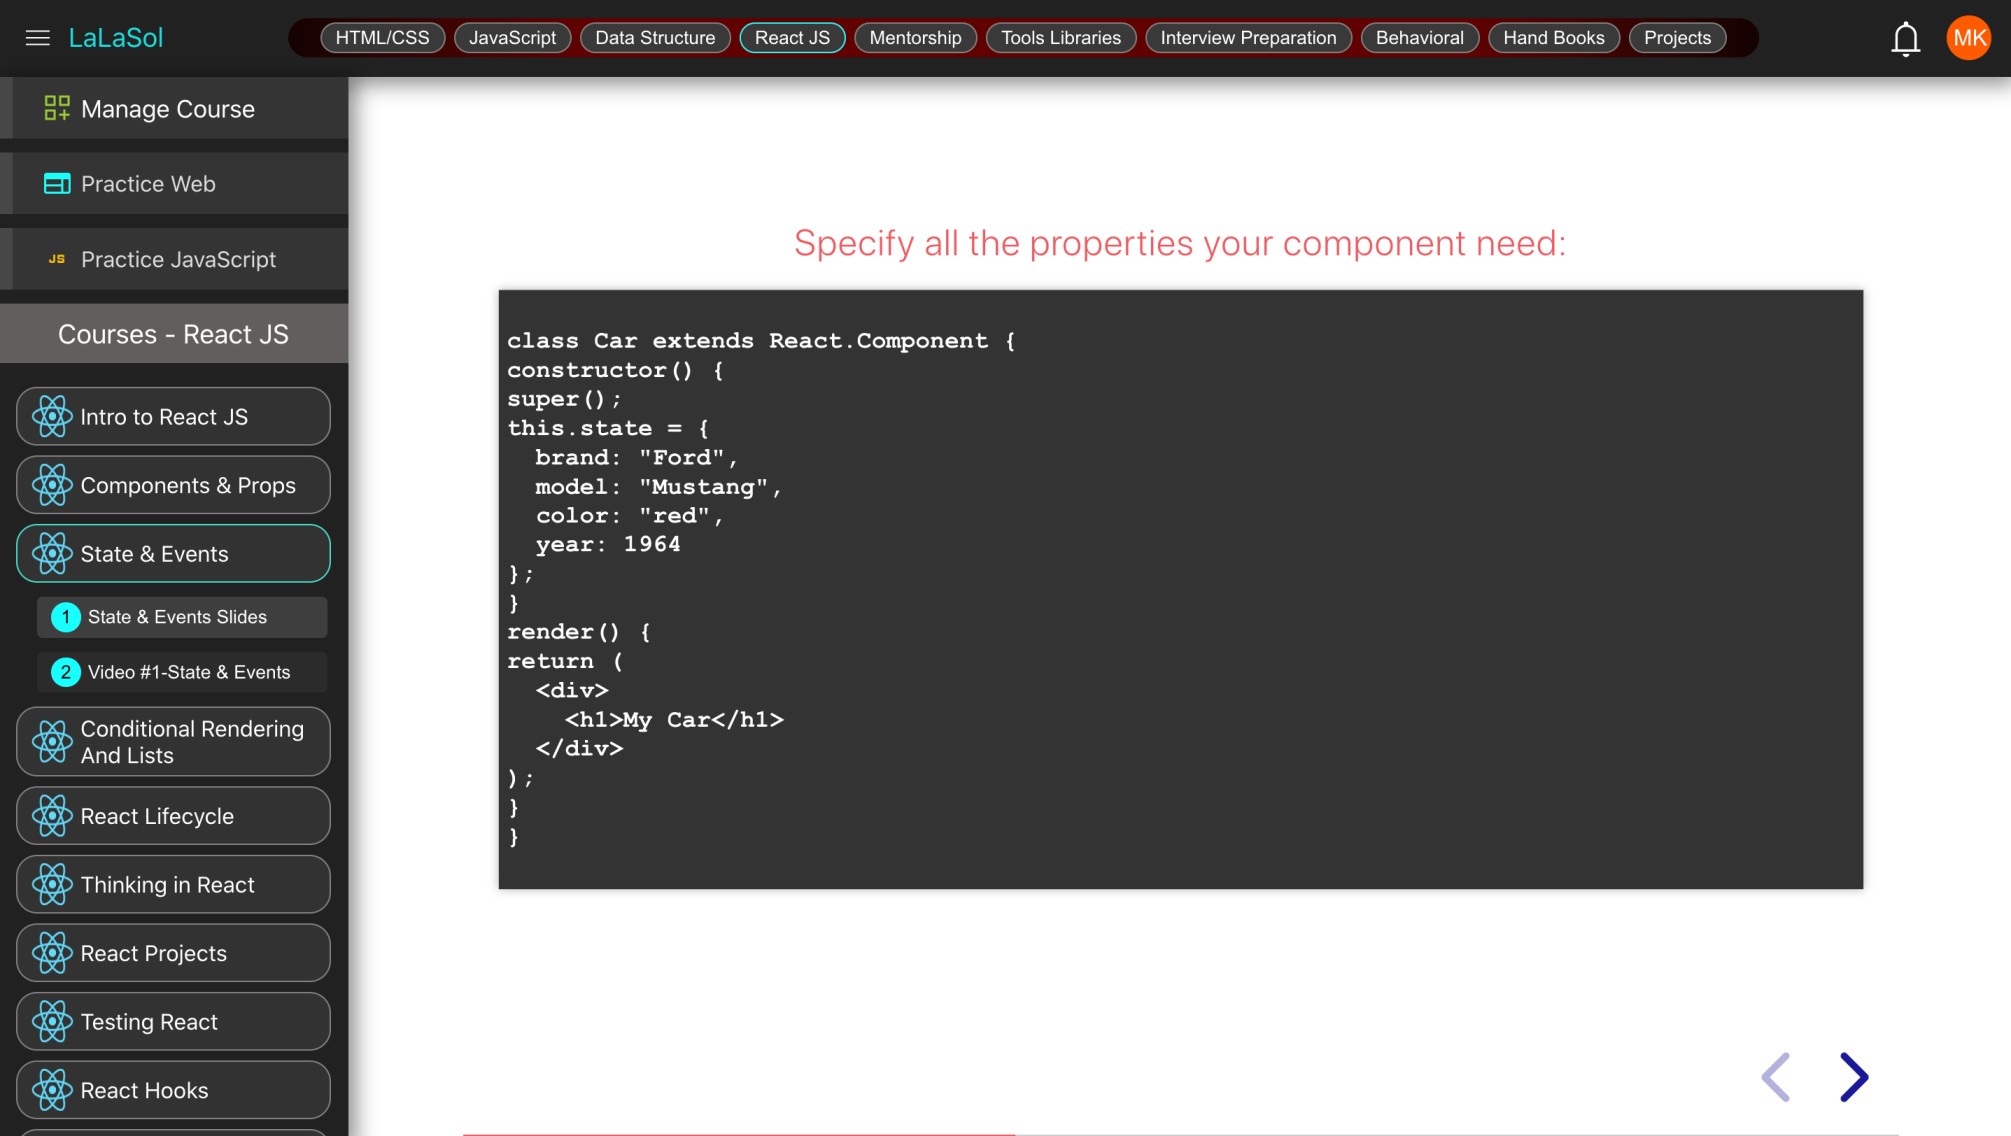 LaLaSol
HTML/CSS
JavaScript
Data Structure
React JS
Mentorship
Tools Libraries
Interview Preparation
Behavioral
Hand Books
Projects
MK
Manage Course
Practice Web
JS Practice JavaScript
Courses - React JS
Intro to React JS
Components & Props
State & Events
1 State & Events Slides
2 Video #1-State & Events
Conditional Rendering
And Lists
React Lifecycle
Thinking in React
React Projects
Testing React
React Hooks
Specify all the properties your component need:
class Car extends React.Component {
constructor() {
super();
this.state = {
  brand: "Ford",
  model: "Mustang",
  color: "red",
  year: 1964
};
}
render() {
return (
  <div>
    <h1>My Car</h1>
  </div>
);
}
}